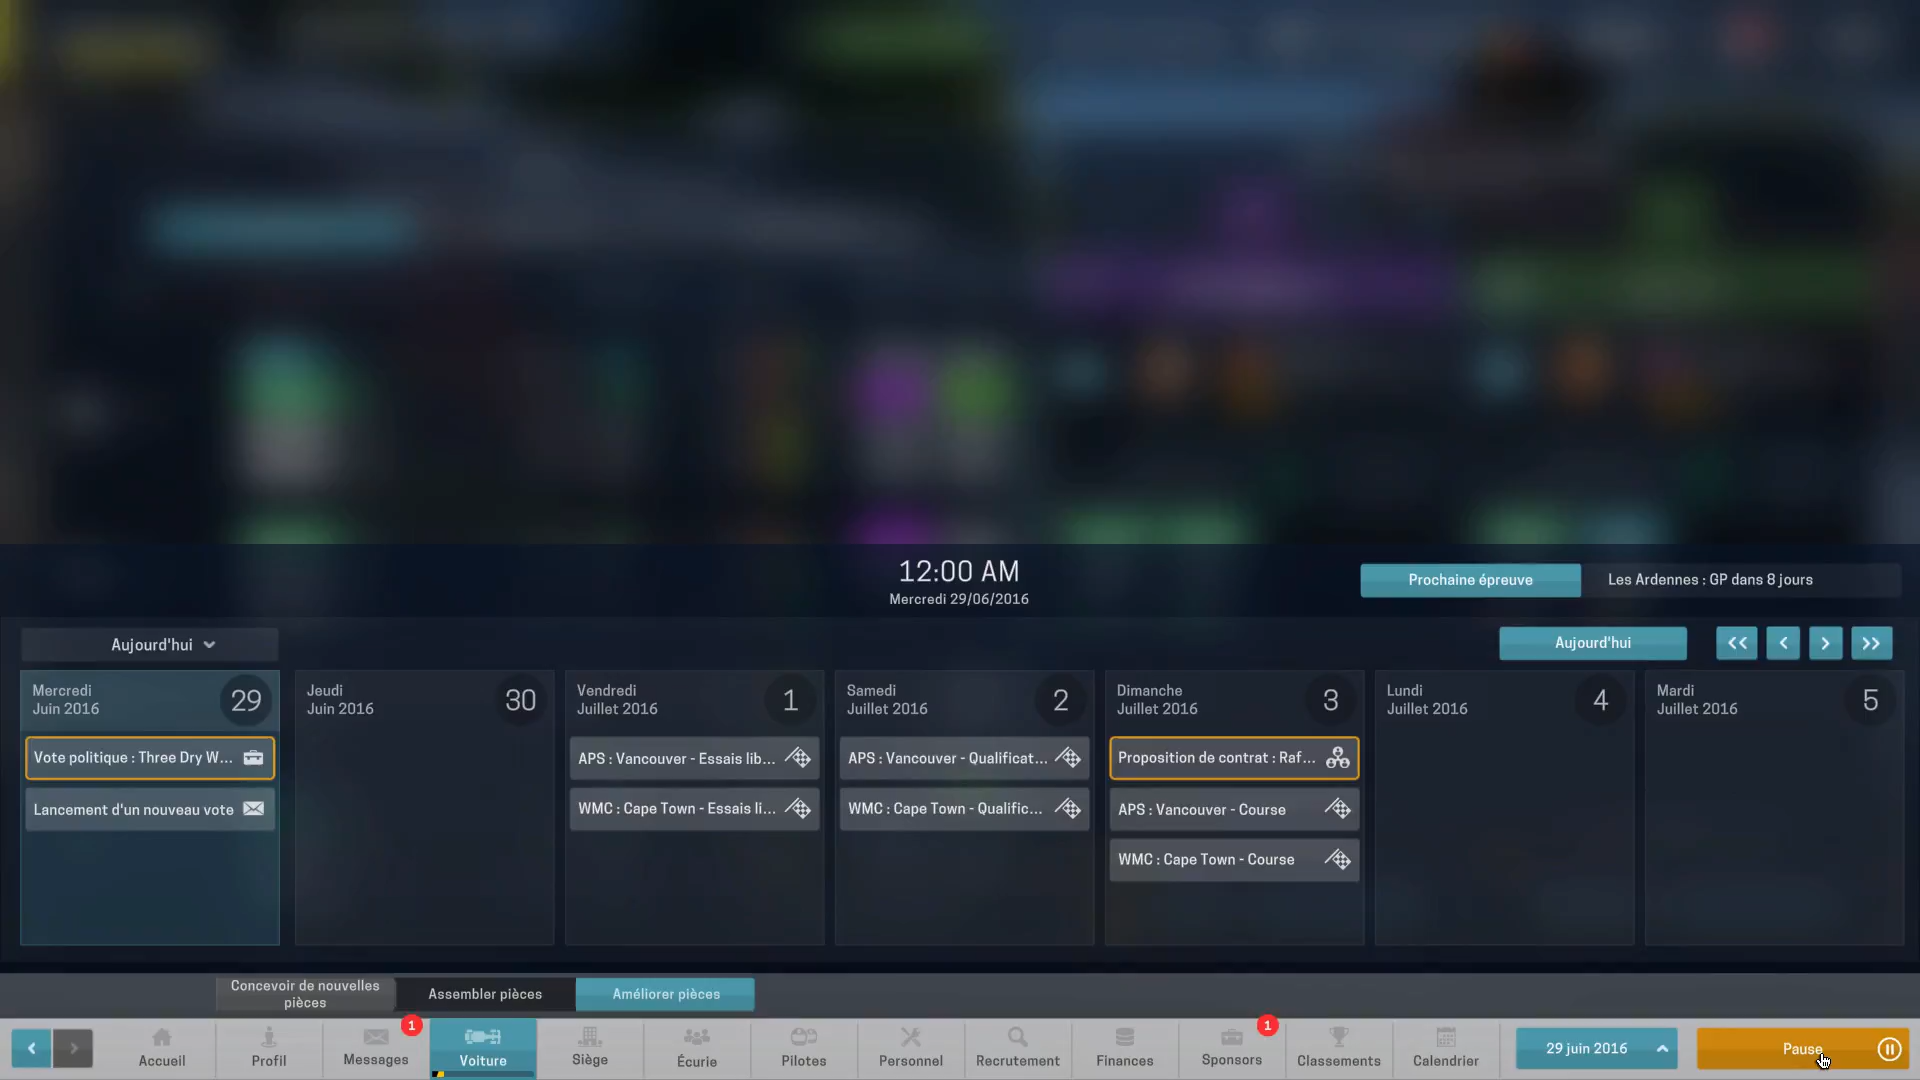 12:00 AM
Mercredi 29/06/2016
Prochaine épreuve
Les Ardennes : GP dans 8 jours
Aujourd'hui
Aujourd'hui
Mercredi
Juin 2016
29
Vote politique : Three Dry W...
Lancement d'un nouveau vote
Jeudi
Juin 2016
30
Vendredi
Juillet 2016
1
APS : Vancouver - Essais lib...
WMC : Cape Town - Essais li...
Samedi
Juillet 2016
2
APS : Vancouver - Qualificat...
WMC : Cape Town - Qualific...
Dimanche
Juillet 2016
3
Proposition de contrat : Raf...
APS : Vancouver - Course
WMC : Cape Town - Course
Lundi
Juillet 2016
4
Mardi
Juillet 2016
5
Concevoir de nouvelles
pièces
Assembler pièces
Améliorer pièces
Accueil
Profil
1
Messages
Voiture
Siège
Écurie
Pilotes
Personnel
Recrutement
Finances
1
Sponsors
Classements
Calendrier
29 juin 2016
Pause